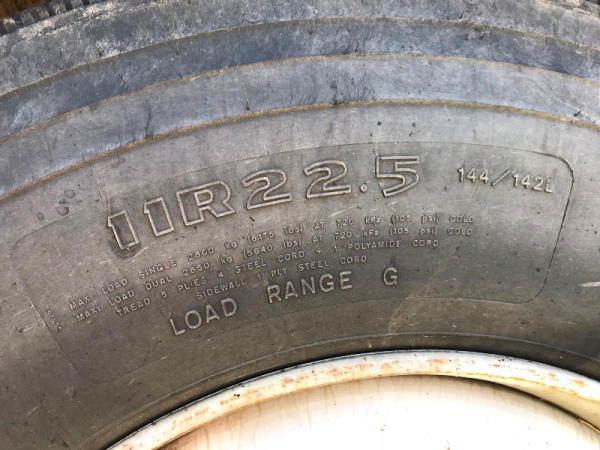 11R22.5
144/142L
MAX. LOAD SINGLE 2800 kg (6175 lbs) AT 720 kPa (105 psi) COLD
MAX. LOAD DUAL 2650 kg (5840 lbs) AT 720 kPa (105 psi) COLD
TREAD 5 PLIES 4 STEEL CORD + 1 POLYAMIDE CORD
SIDEWALL 1 PLY STEEL CORD
LOAD RANGE G